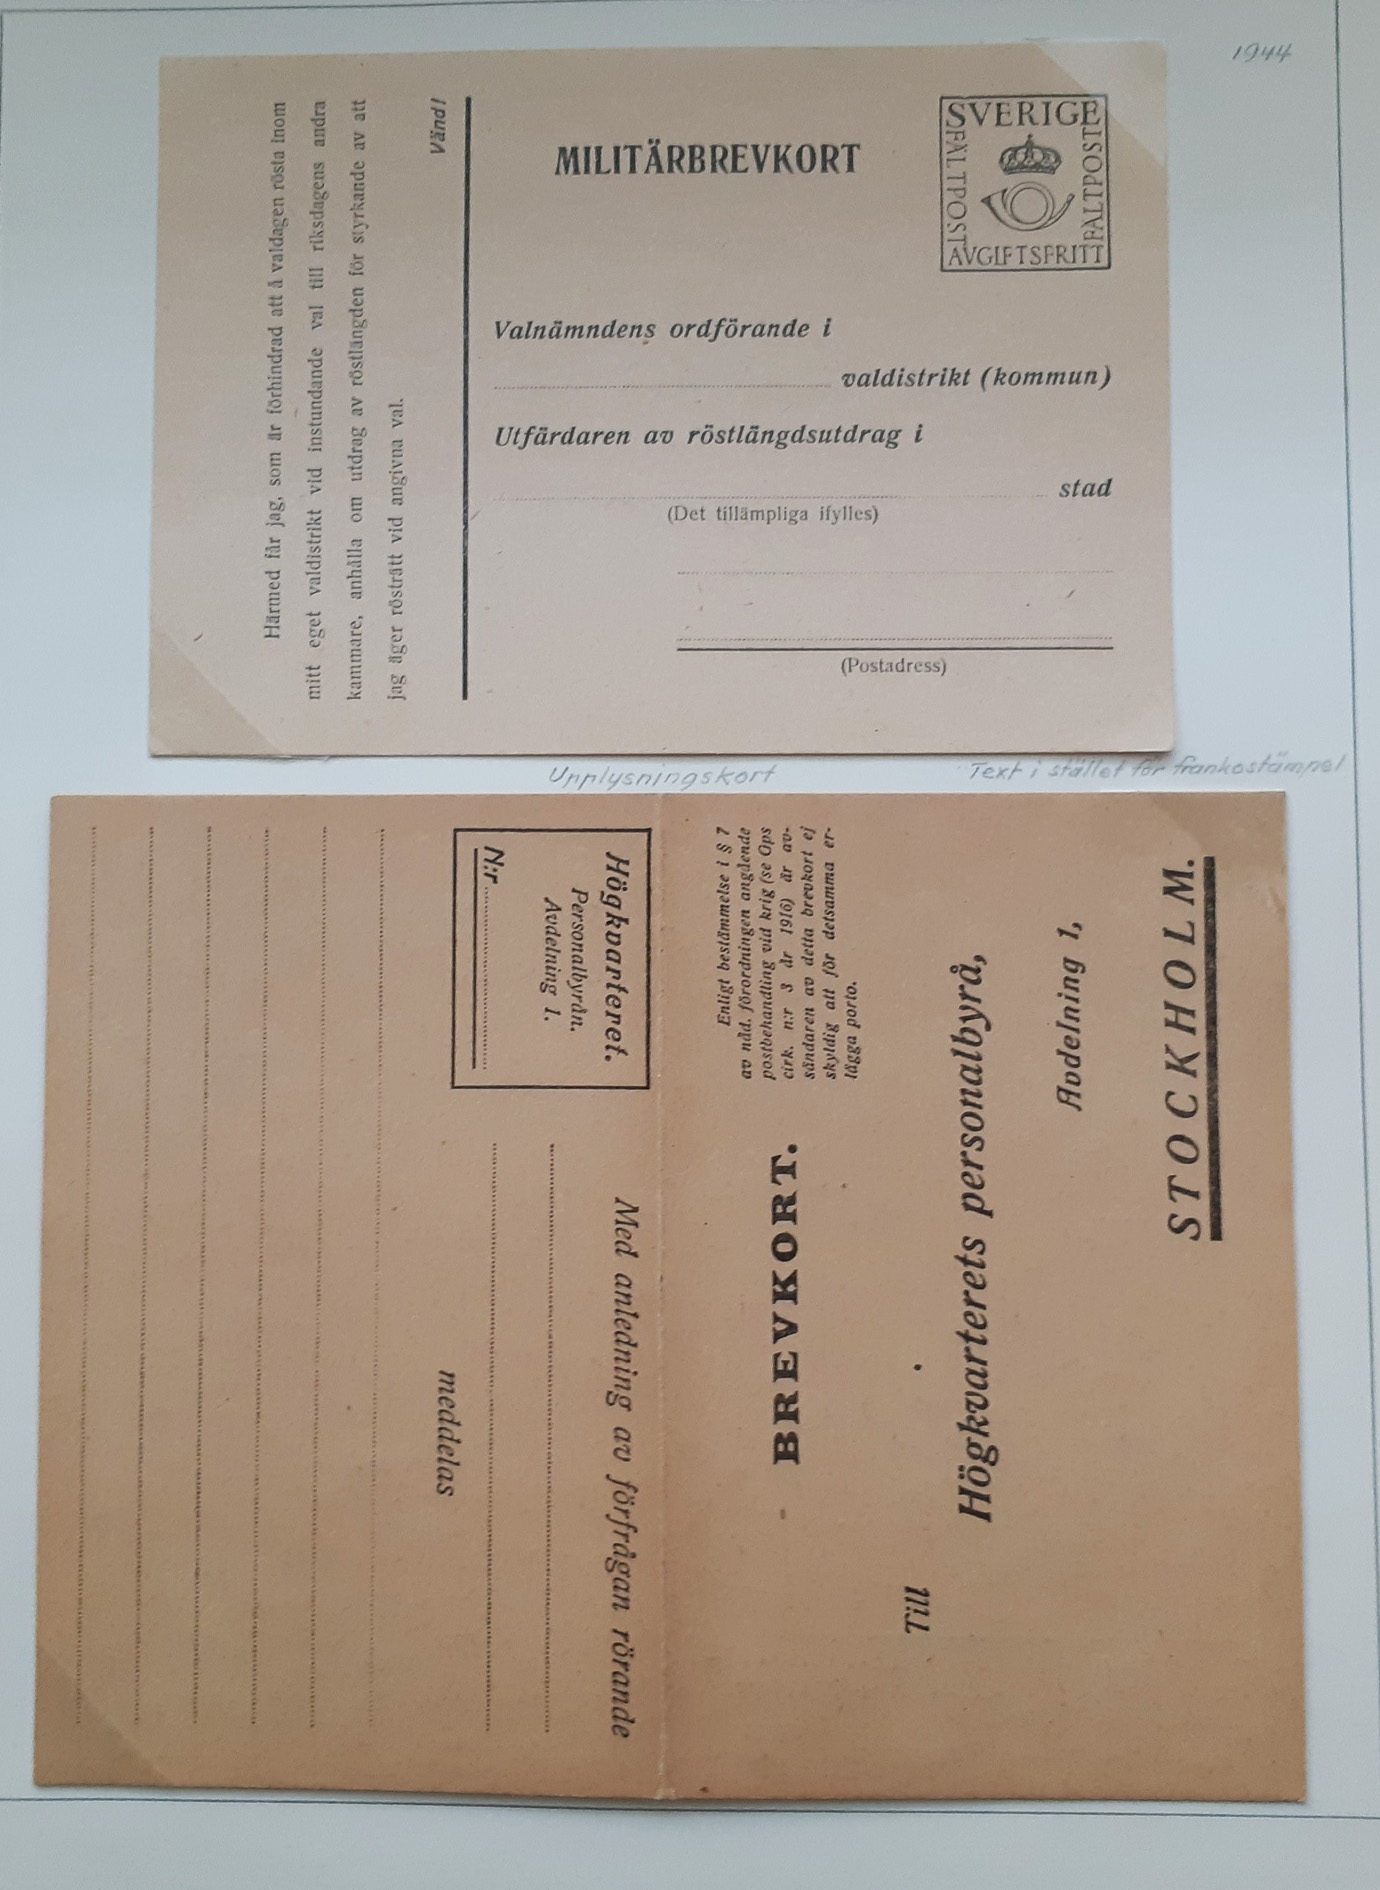 1944
Härmed får jag, som är förhindrad att å valdagen rösta inom
mitt eget valdistrikt vid instundande val till riksdagens andra
kammare, anhålla om utdrag av röstlängden för styrkande av att
jag äger rösträtt vid angivna val.
Vänd!
MILITÄRBREVKORT
SVERIGE
FÄLTPOST
FÄLTPOST
AVGIFTSFRITT
Valnämndens ordförande i
valdistrikt (kommun)
Utfärdaren av röstlängdsutdrag i
stad
(Det tillämpliga ifylles)
(Postadress)
Upplysningskort
Text i stället för frankostämpel
Högkvarteret.
Personalbyrån.
Avdelning 1.
N:r
Med anledning av förfrågan rörande
meddelas
Enligt bestämmelse i § 7
av nåd. förordningen angående
postbehandling vid krig (se Ops
cirk. n:r 3 år 1916) är av-
sändaren av detta brevkort ej
skyldig att för detsamma er-
lägga porto.
BREVKORT.
Till
Högkvarterets personalbyrå,
Avdelning 1,
STOCKHOLM.